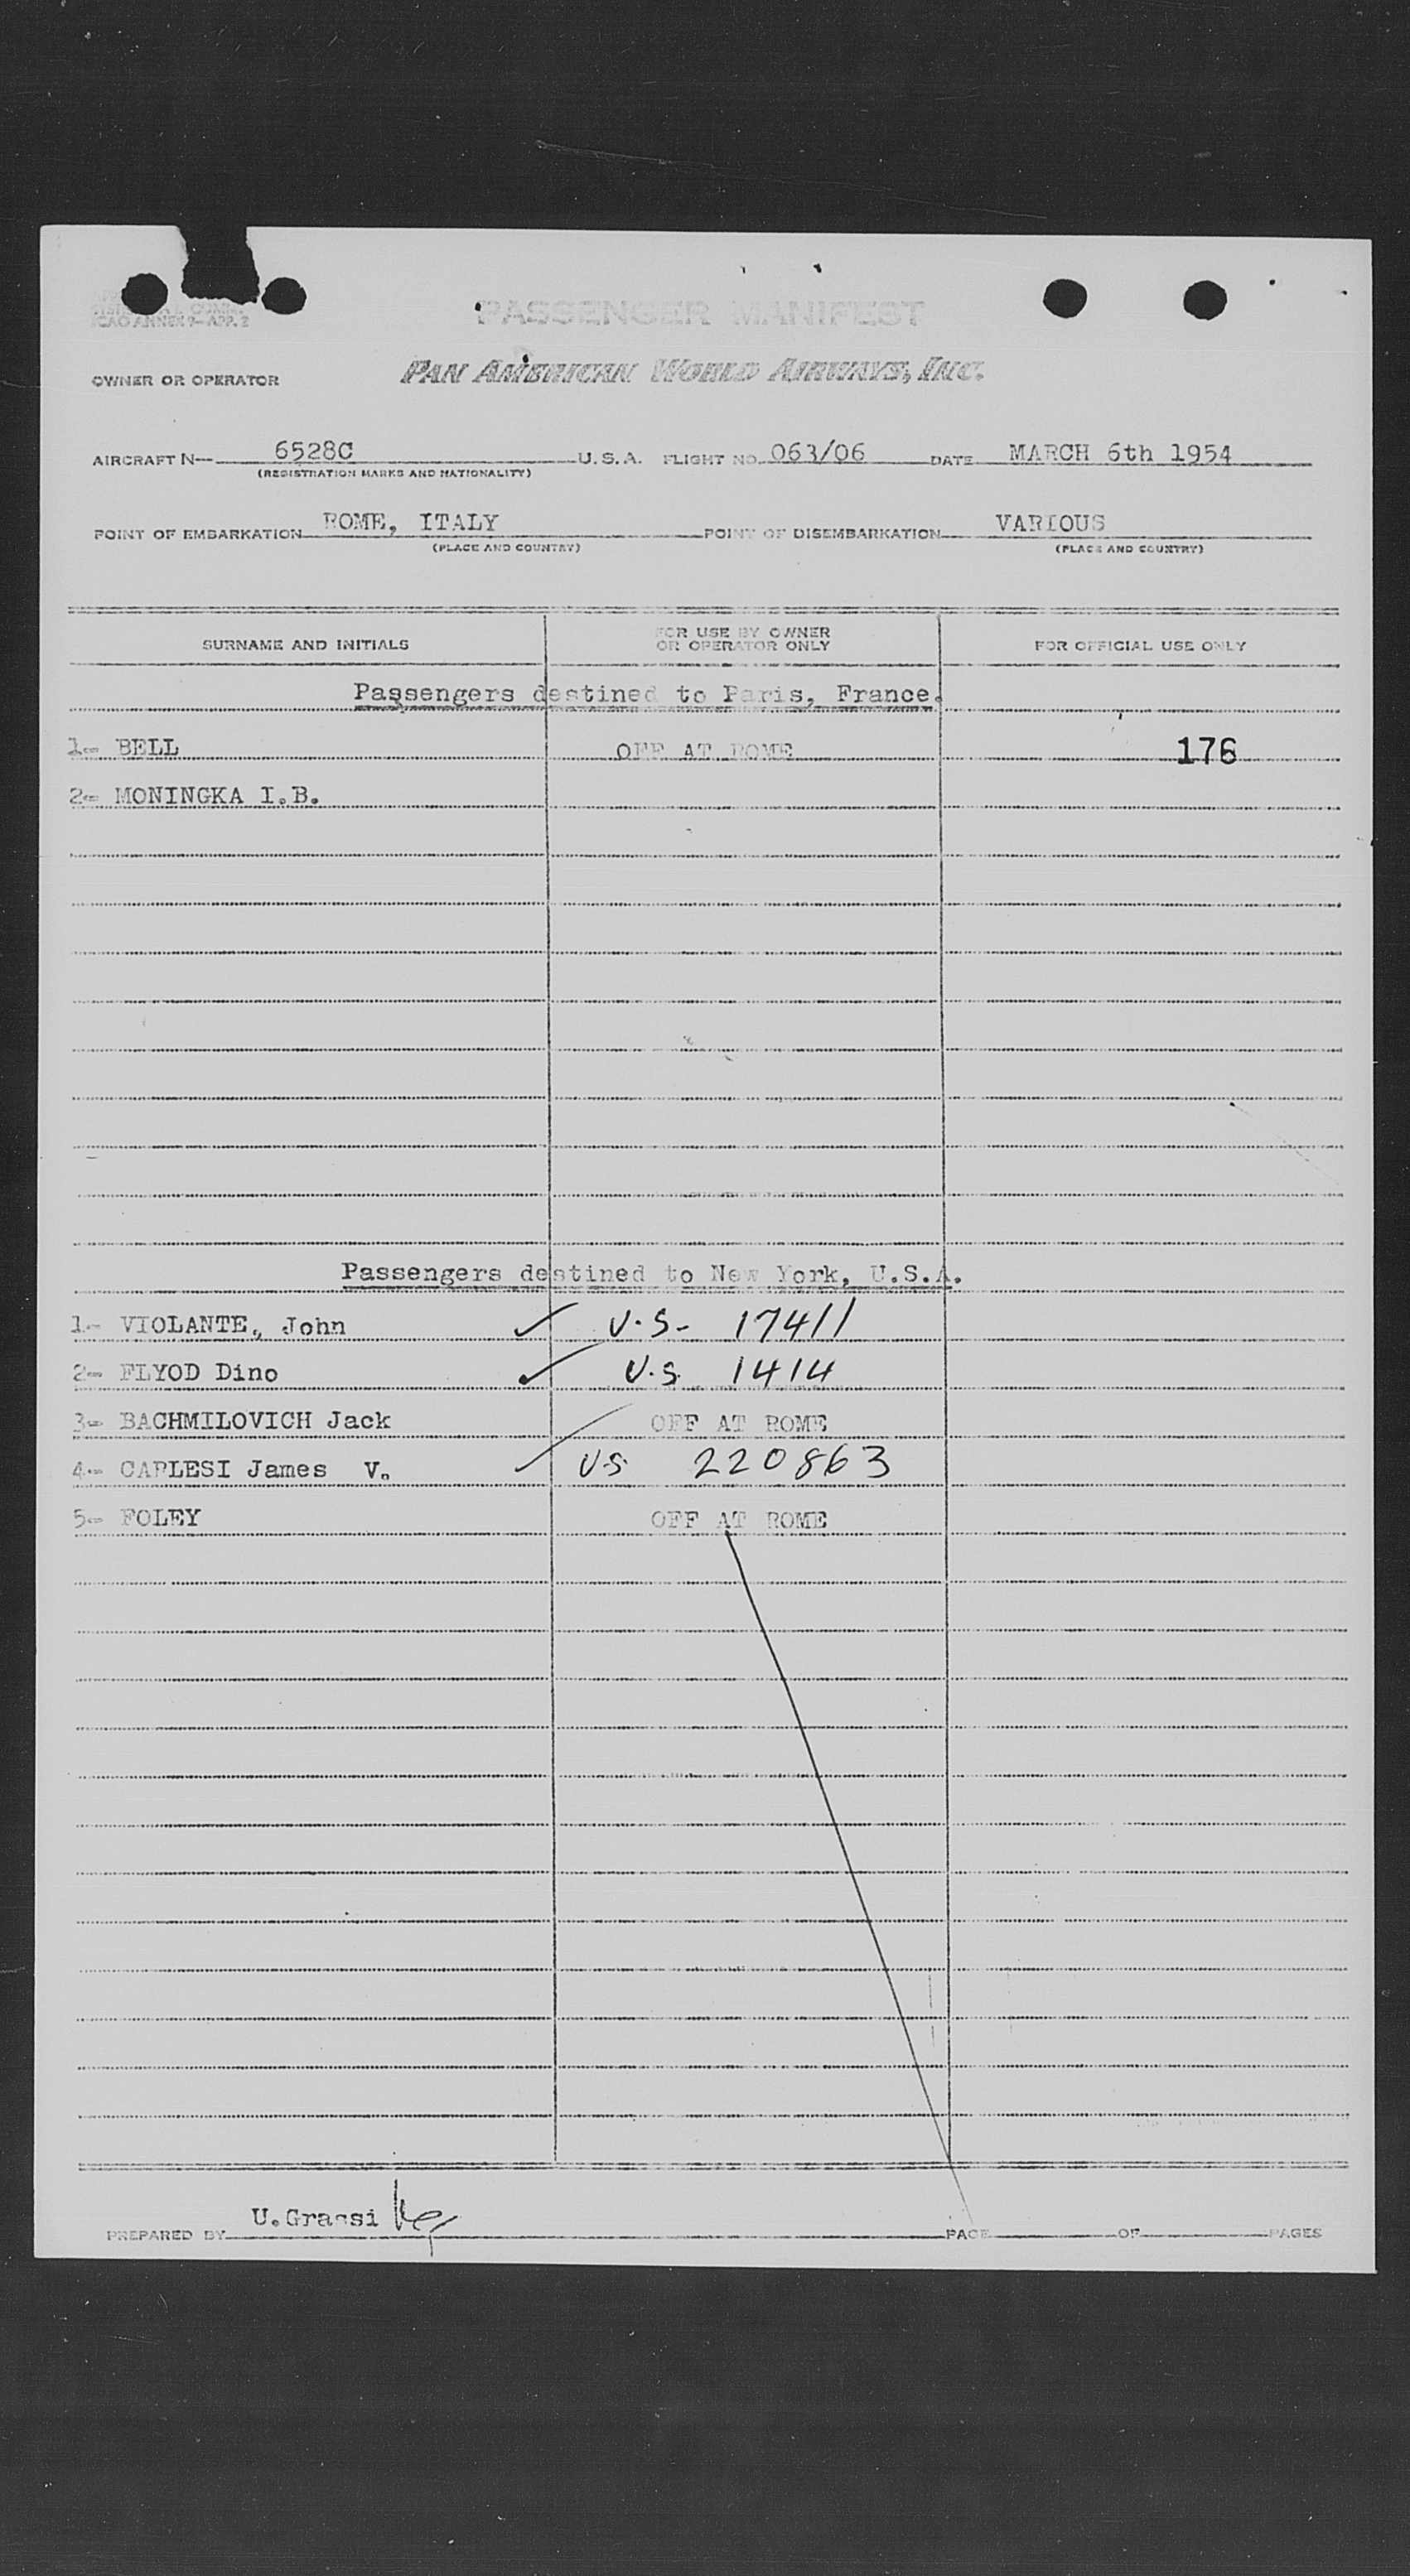 ICAO ANNEX 9—APP. 2
PASSENGER MANIFEST
OWNER OR OPERATOR PAN AMERICAN WORLD AIRWAYS, INC.
AIRCRAFT N— 6528C U.S.A. FLIGHT NO. 063/06 DATE MARCH 6th 1954
(REGISTRATION MARKS AND NATIONALITY)
POINT OF EMBARKATION ROME, ITALY POINT OF DISEMBARKATION VARIOUS
(PLACE AND COUNTRY) (PLACE AND COUNTRY)
SURNAME AND INITIALS FOR USE BY OWNER OR OPERATOR ONLY FOR OFFICIAL USE ONLY
Passengers destined to Paris, France.
1- BELL OFF AT ROME 176
2- MONINGKA I.B.
Passengers destined to New York, U.S.A.
1- VIOLANTE, John ✓ U.S- 17411
2- FLYOD Dino ✓ U.S. 1414
3- BACHMILOVICH Jack OFF AT ROME
4- CARLESI James V. ✓ U.S 220863
5- FOLEY OFF AT ROME
PREPARED BY U.Grassi PAGE OF PAGES